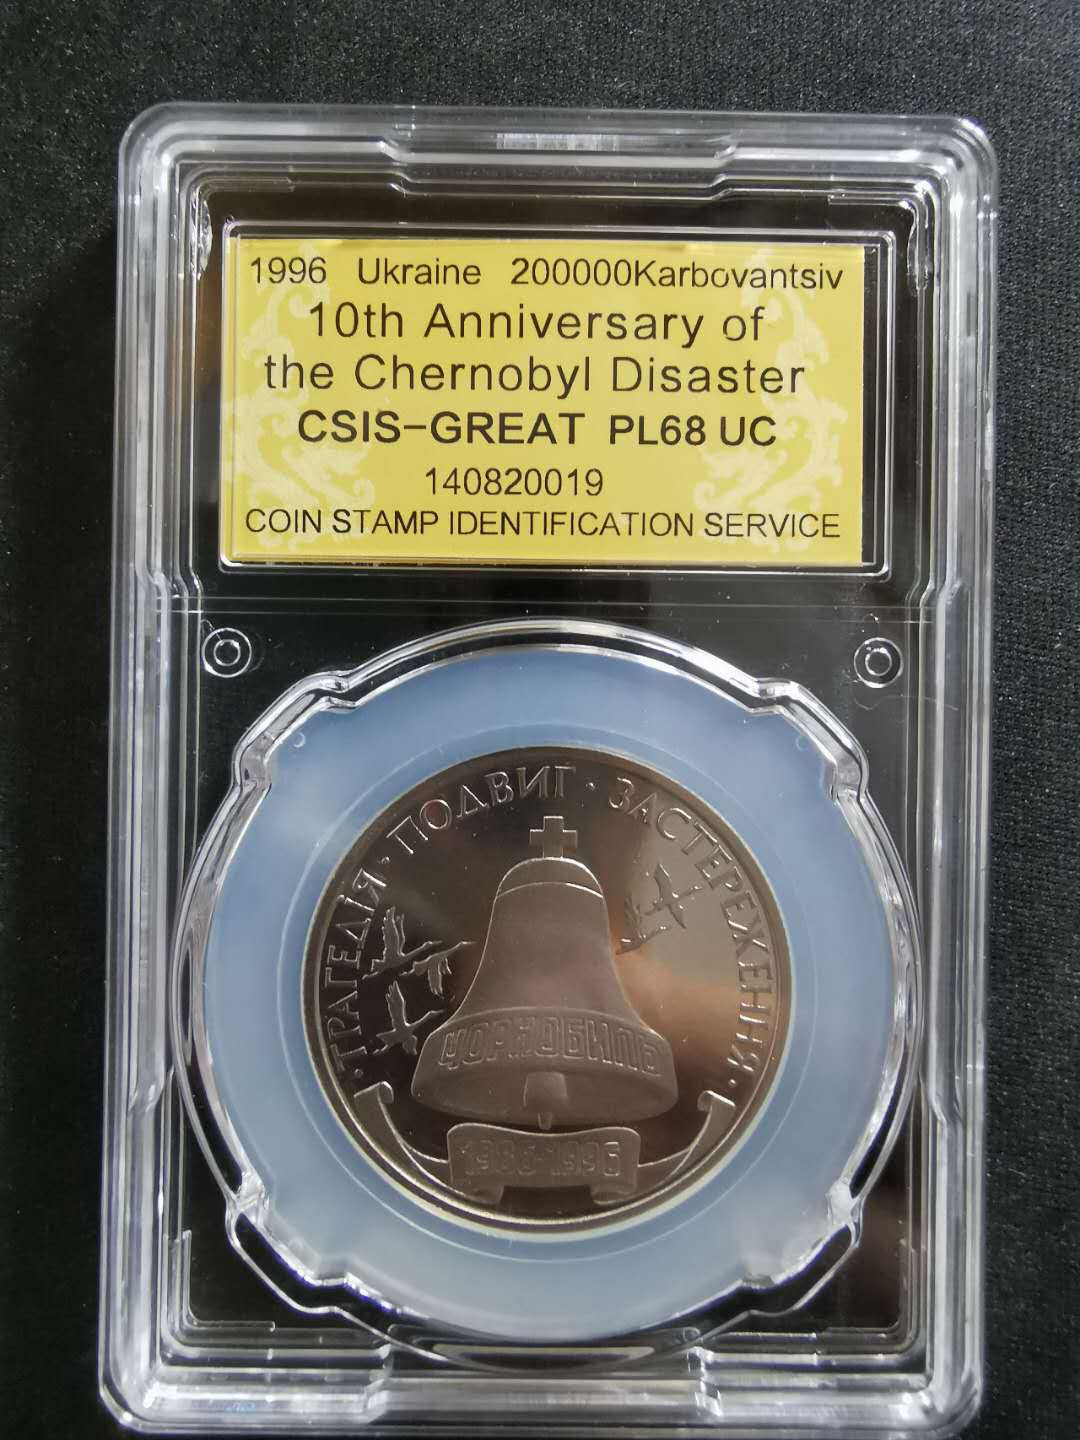 1996 Ukraine 200000Karbovantsiv
10th Anniversary of
the Chernobyl Disaster
CSIS-GREAT PL68 UC
140820019
COIN STAMP IDENTIFICATION SERVICE
· ТРАГЕДІЯ · ПОДВИГ · ЗАСТЕРЕЖЕННЯ ·
ЧОРНОБИЛЬ
1986-1996